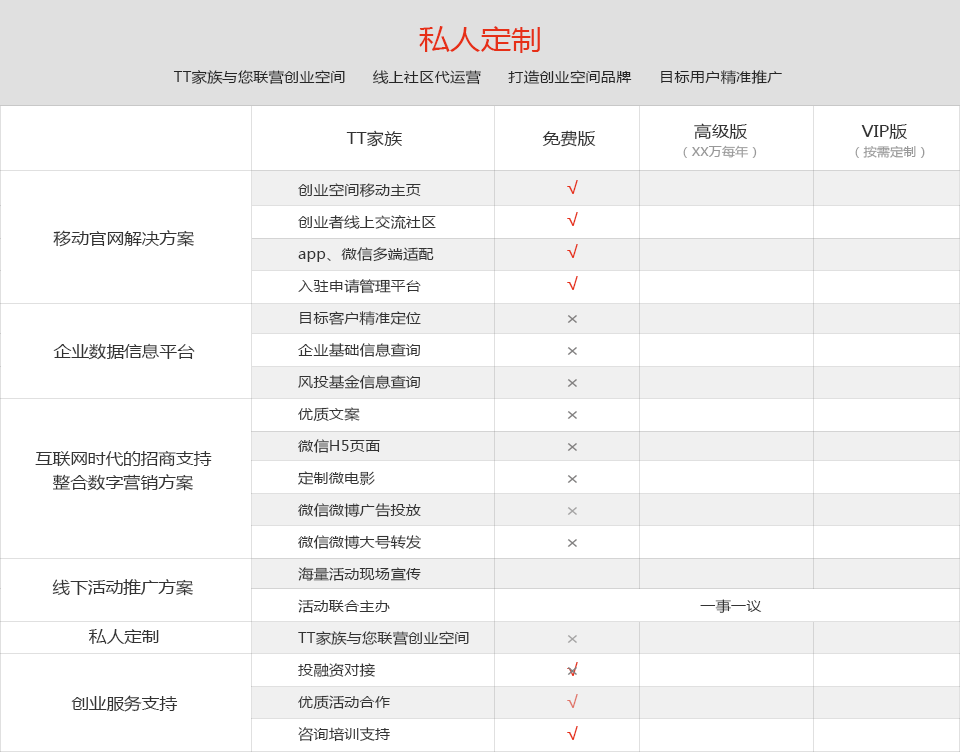 私人定制
TT家族与您联营创业空间 线上社区代运营 打造创业空间品牌 目标用户精准推广
TT家族 免费版 高级版 VIP版
（XX万每年） （按需定制）
移动官网解决方案
创业空间移动主页 √
创业者线上交流社区 √
app、微信多端适配 √
入驻申请管理平台 √
企业数据信息平台
目标客户精准定位 ×
企业基础信息查询 ×
风投基金信息查询 ×
互联网时代的招商支持
整合数字营销方案
优质文案 ×
微信H5页面 ×
定制微电影 ×
微信微博广告投放 ×
微信微博大号转发 ×
线下活动推广方案
海量活动现场宣传
活动联合主办 一事一议
私人定制
TT家族与您联营创业空间 ×
创业服务支持
投融资对接 √
优质活动合作 √
咨询培训支持 √